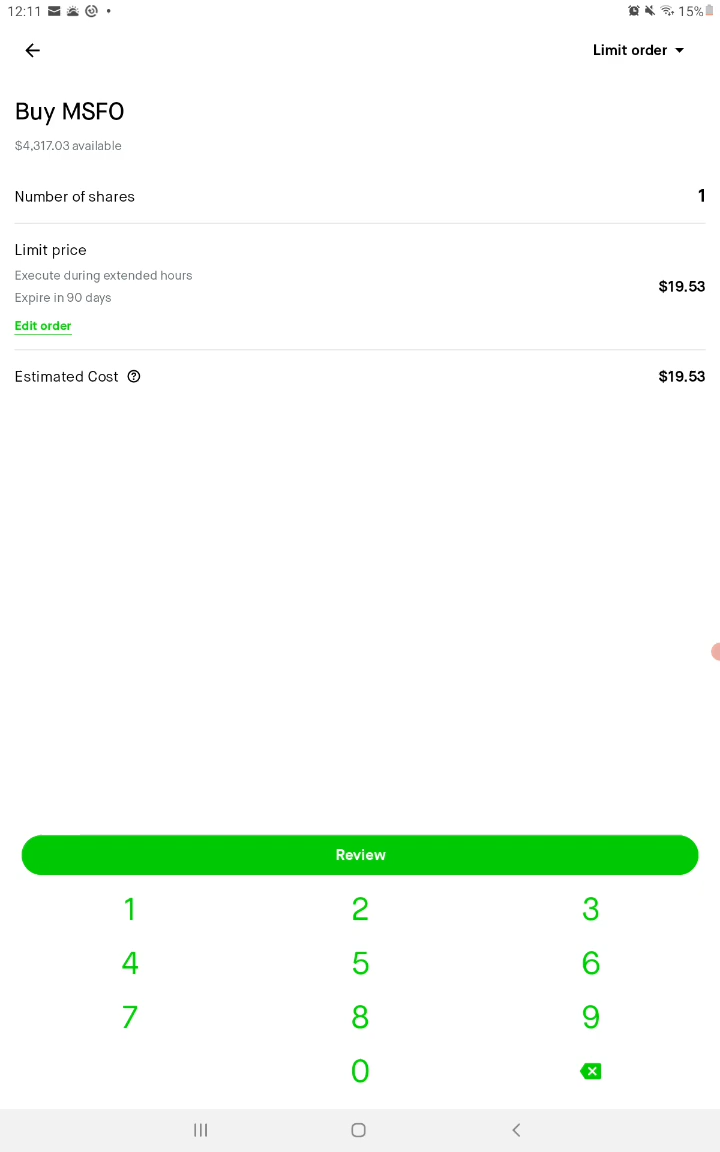 12:11 15%
Limit order
Buy MSFO
$4,317.03 available
Number of shares 1
Limit price
Execute during extended hours
$19.53
Expire in 90 days
Edit order
Estimated Cost $19.53
Review
1 2 3
4 5 6
7 8 9
0